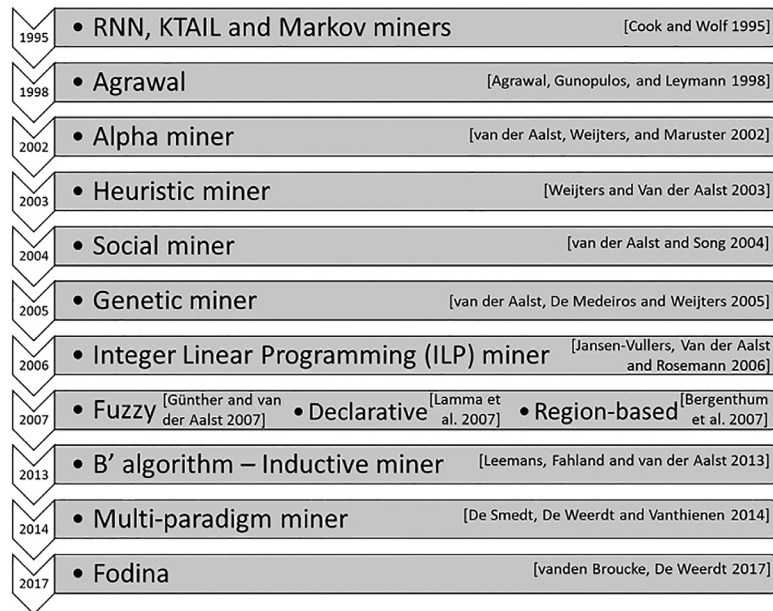 1995
• RNN, KTAIL and Markov miners [Cook and Wolf 1995]
1998
• Agrawal [Agrawal, Gunopulos, and Leymann 1998]
2002
• Alpha miner [van der Aalst, Weijters, and Maruster 2002]
2003
• Heuristic miner [Weijters and Van der Aalst 2003]
2004
• Social miner [van der Aalst and Song 2004]
2005
• Genetic miner [van der Aalst, De Medeiros and Weijters 2005]
2006
• Integer Linear Programming (ILP) miner [Jansen-Vullers, Van der Aalst
and Rosemann 2006]
2007
• Fuzzy [Günther and van
der Aalst 2007]
• Declarative [Lamma et
al. 2007]
• Region-based [Bergenthum
et al. 2007]
2013
• B’ algorithm – Inductive miner [Leemans, Fahland and van der Aalst 2013]
2014
• Multi-paradigm miner [De Smedt, De Weerdt and Vanthienen 2014]
2017
• Fodina [vanden Broucke, De Weerdt 2017]